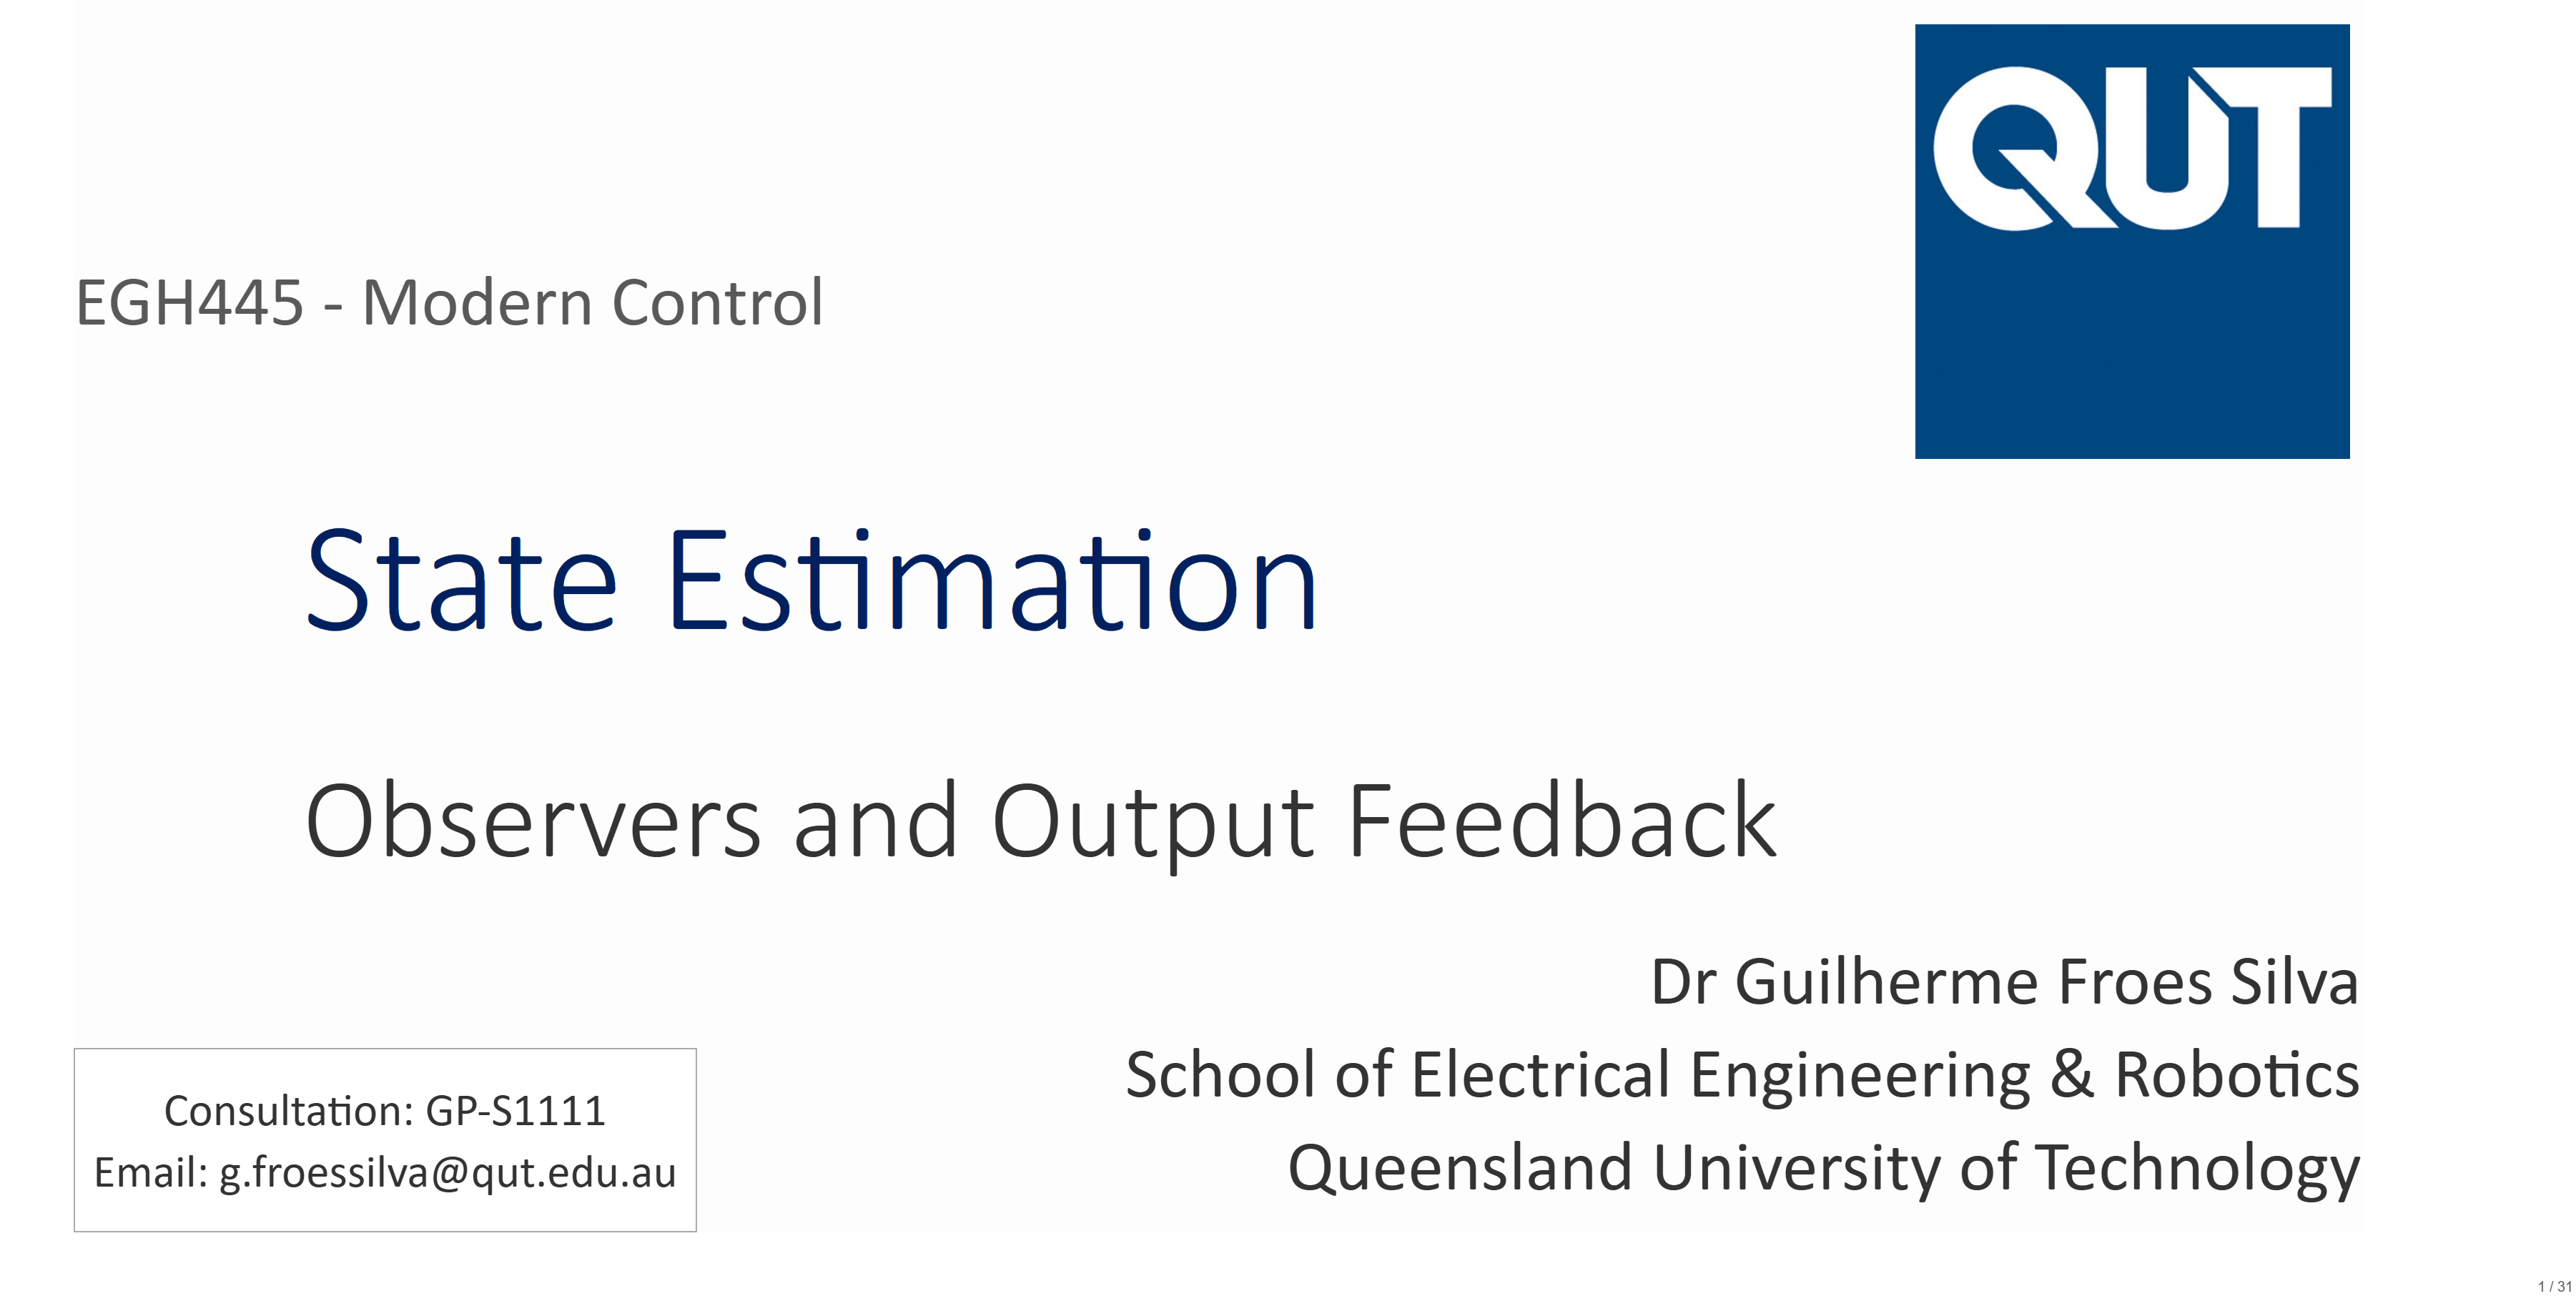 QUT
EGH445 - Modern Control
State Estimation
Observers and Output Feedback
Dr Guilherme Froes Silva
School of Electrical Engineering & Robotics
Queensland University of Technology
Consultation: GP-S1111
Email: g.froessilva@qut.edu.au
1 / 31